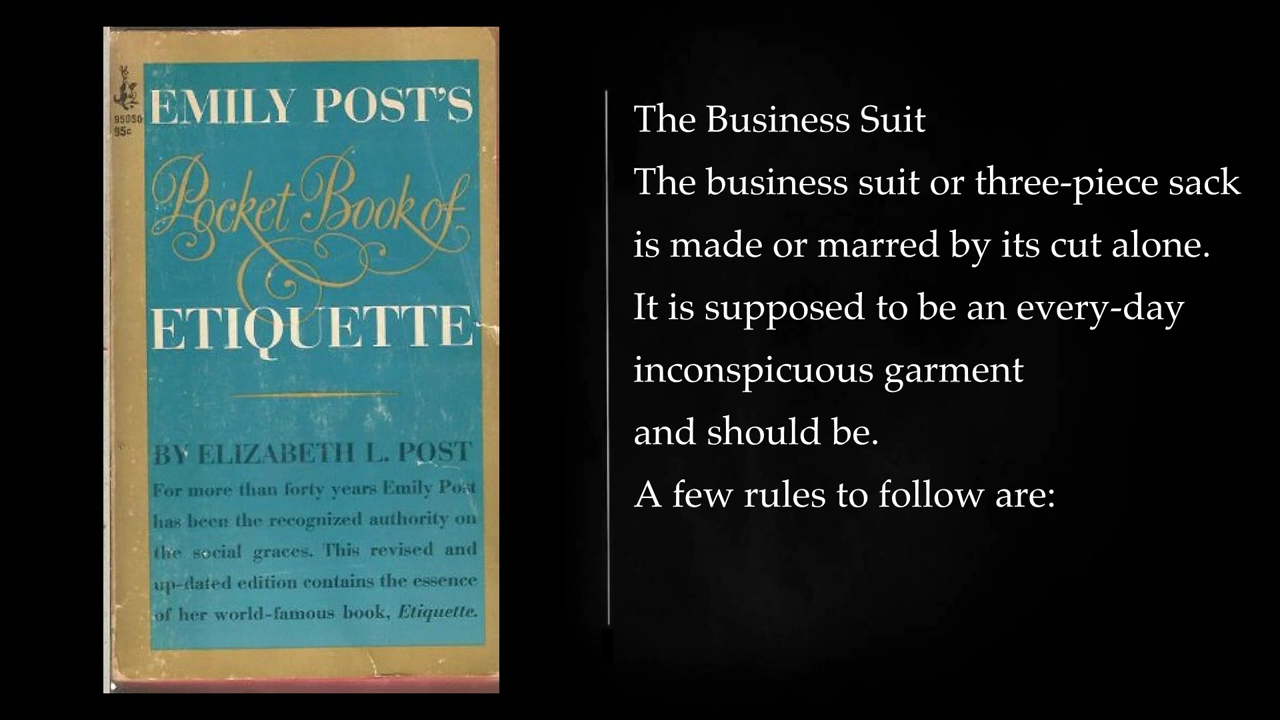 EMILY POST'S
Pocket Book of
ETIQUETTE
95050
95c
BY ELIZABETH L. POST
For more than forty years Emily Post
has been the recognized authority on
the social graces. This revised and
up-dated edition contains the essence
of her world-famous book, Etiquette.
The Business Suit
The business suit or three-piece sack
is made or marred by its cut alone.
It is supposed to be an every-day
inconspicuous garment
and should be.
A few rules to follow are: